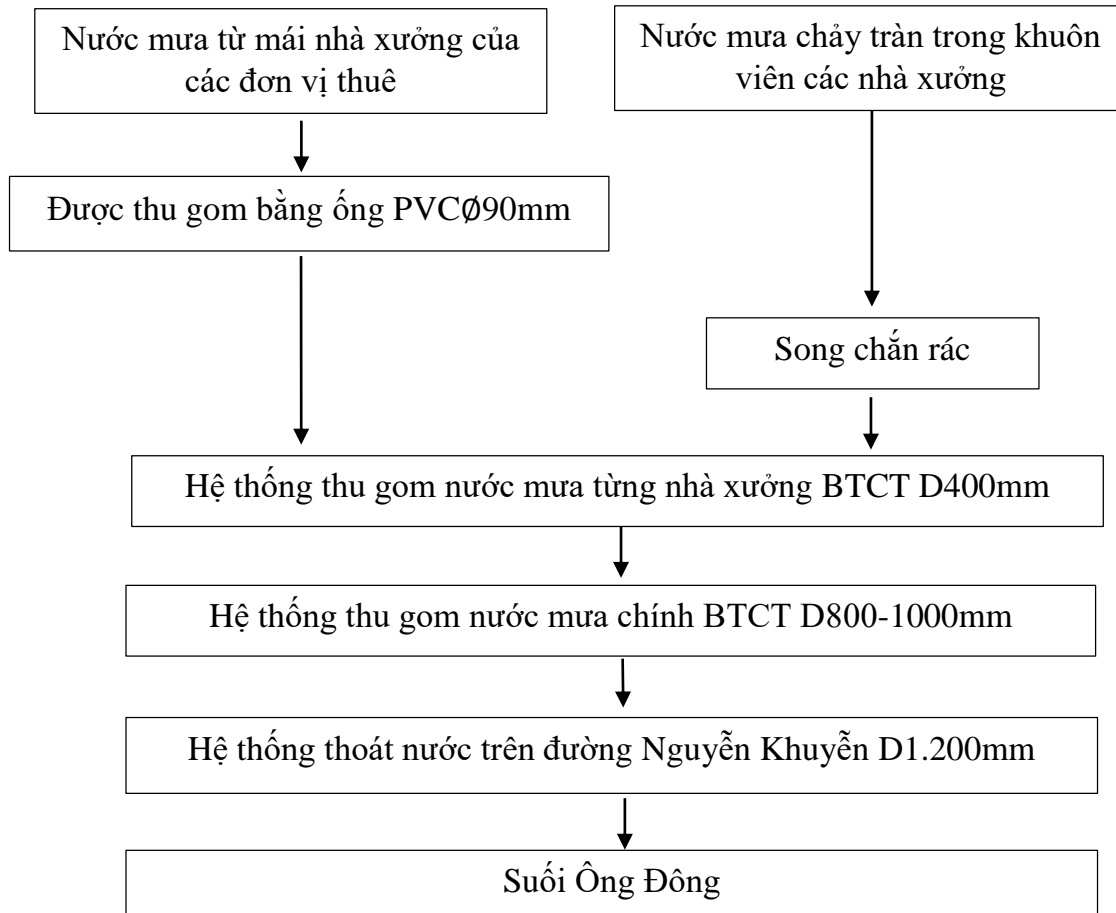 Nước mưa từ mái nhà xưởng của
các đơn vị thuê
Nước mưa chảy tràn trong khuôn
viên các nhà xưởng
Được thu gom bằng ống PVCØ90mm
Song chắn rác
Hệ thống thu gom nước mưa từng nhà xưởng BTCT D400mm
Hệ thống thu gom nước mưa chính BTCT D800-1000mm
Hệ thống thoát nước trên đường Nguyễn Khuyễn D1.200mm
Suối Ông Đông